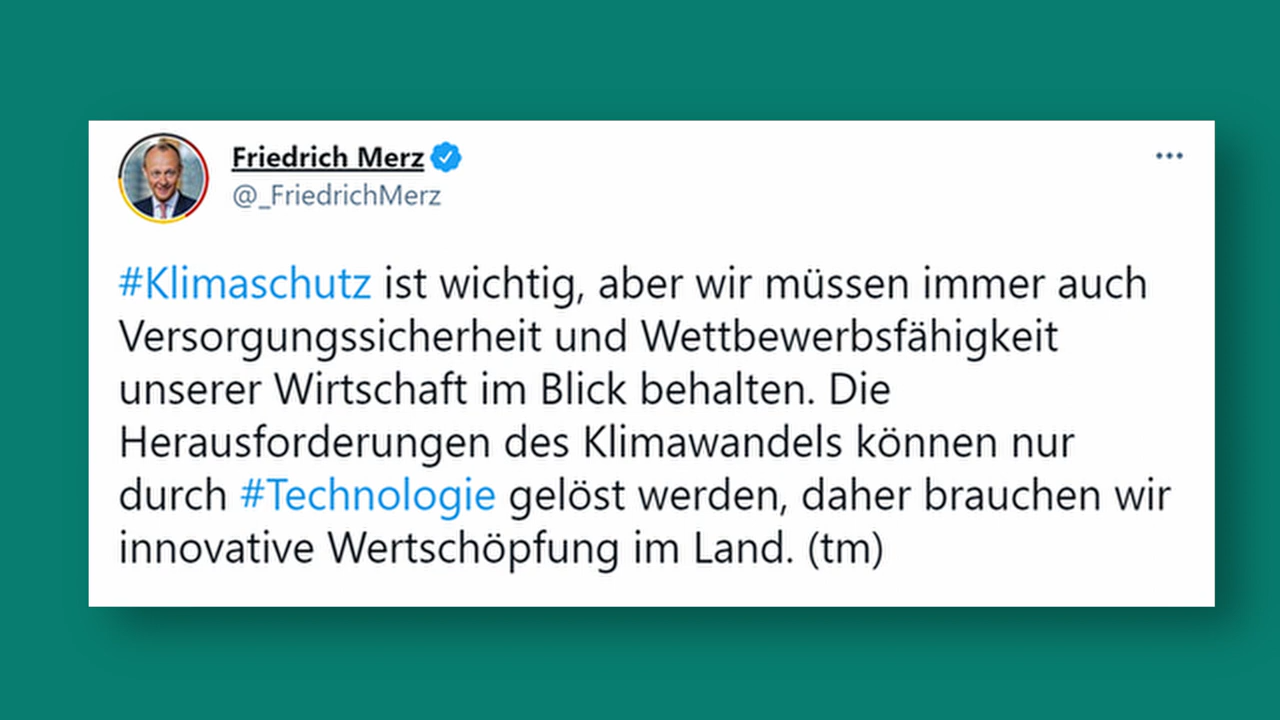 Friedrich Merz
@_FriedrichMerz
#Klimaschutz ist wichtig, aber wir müssen immer auch
Versorgungssicherheit und Wettbewerbsfähigkeit
unserer Wirtschaft im Blick behalten. Die
Herausforderungen des Klimawandels können nur
durch #Technologie gelöst werden, daher brauchen wir
innovative Wertschöpfung im Land. (tm)